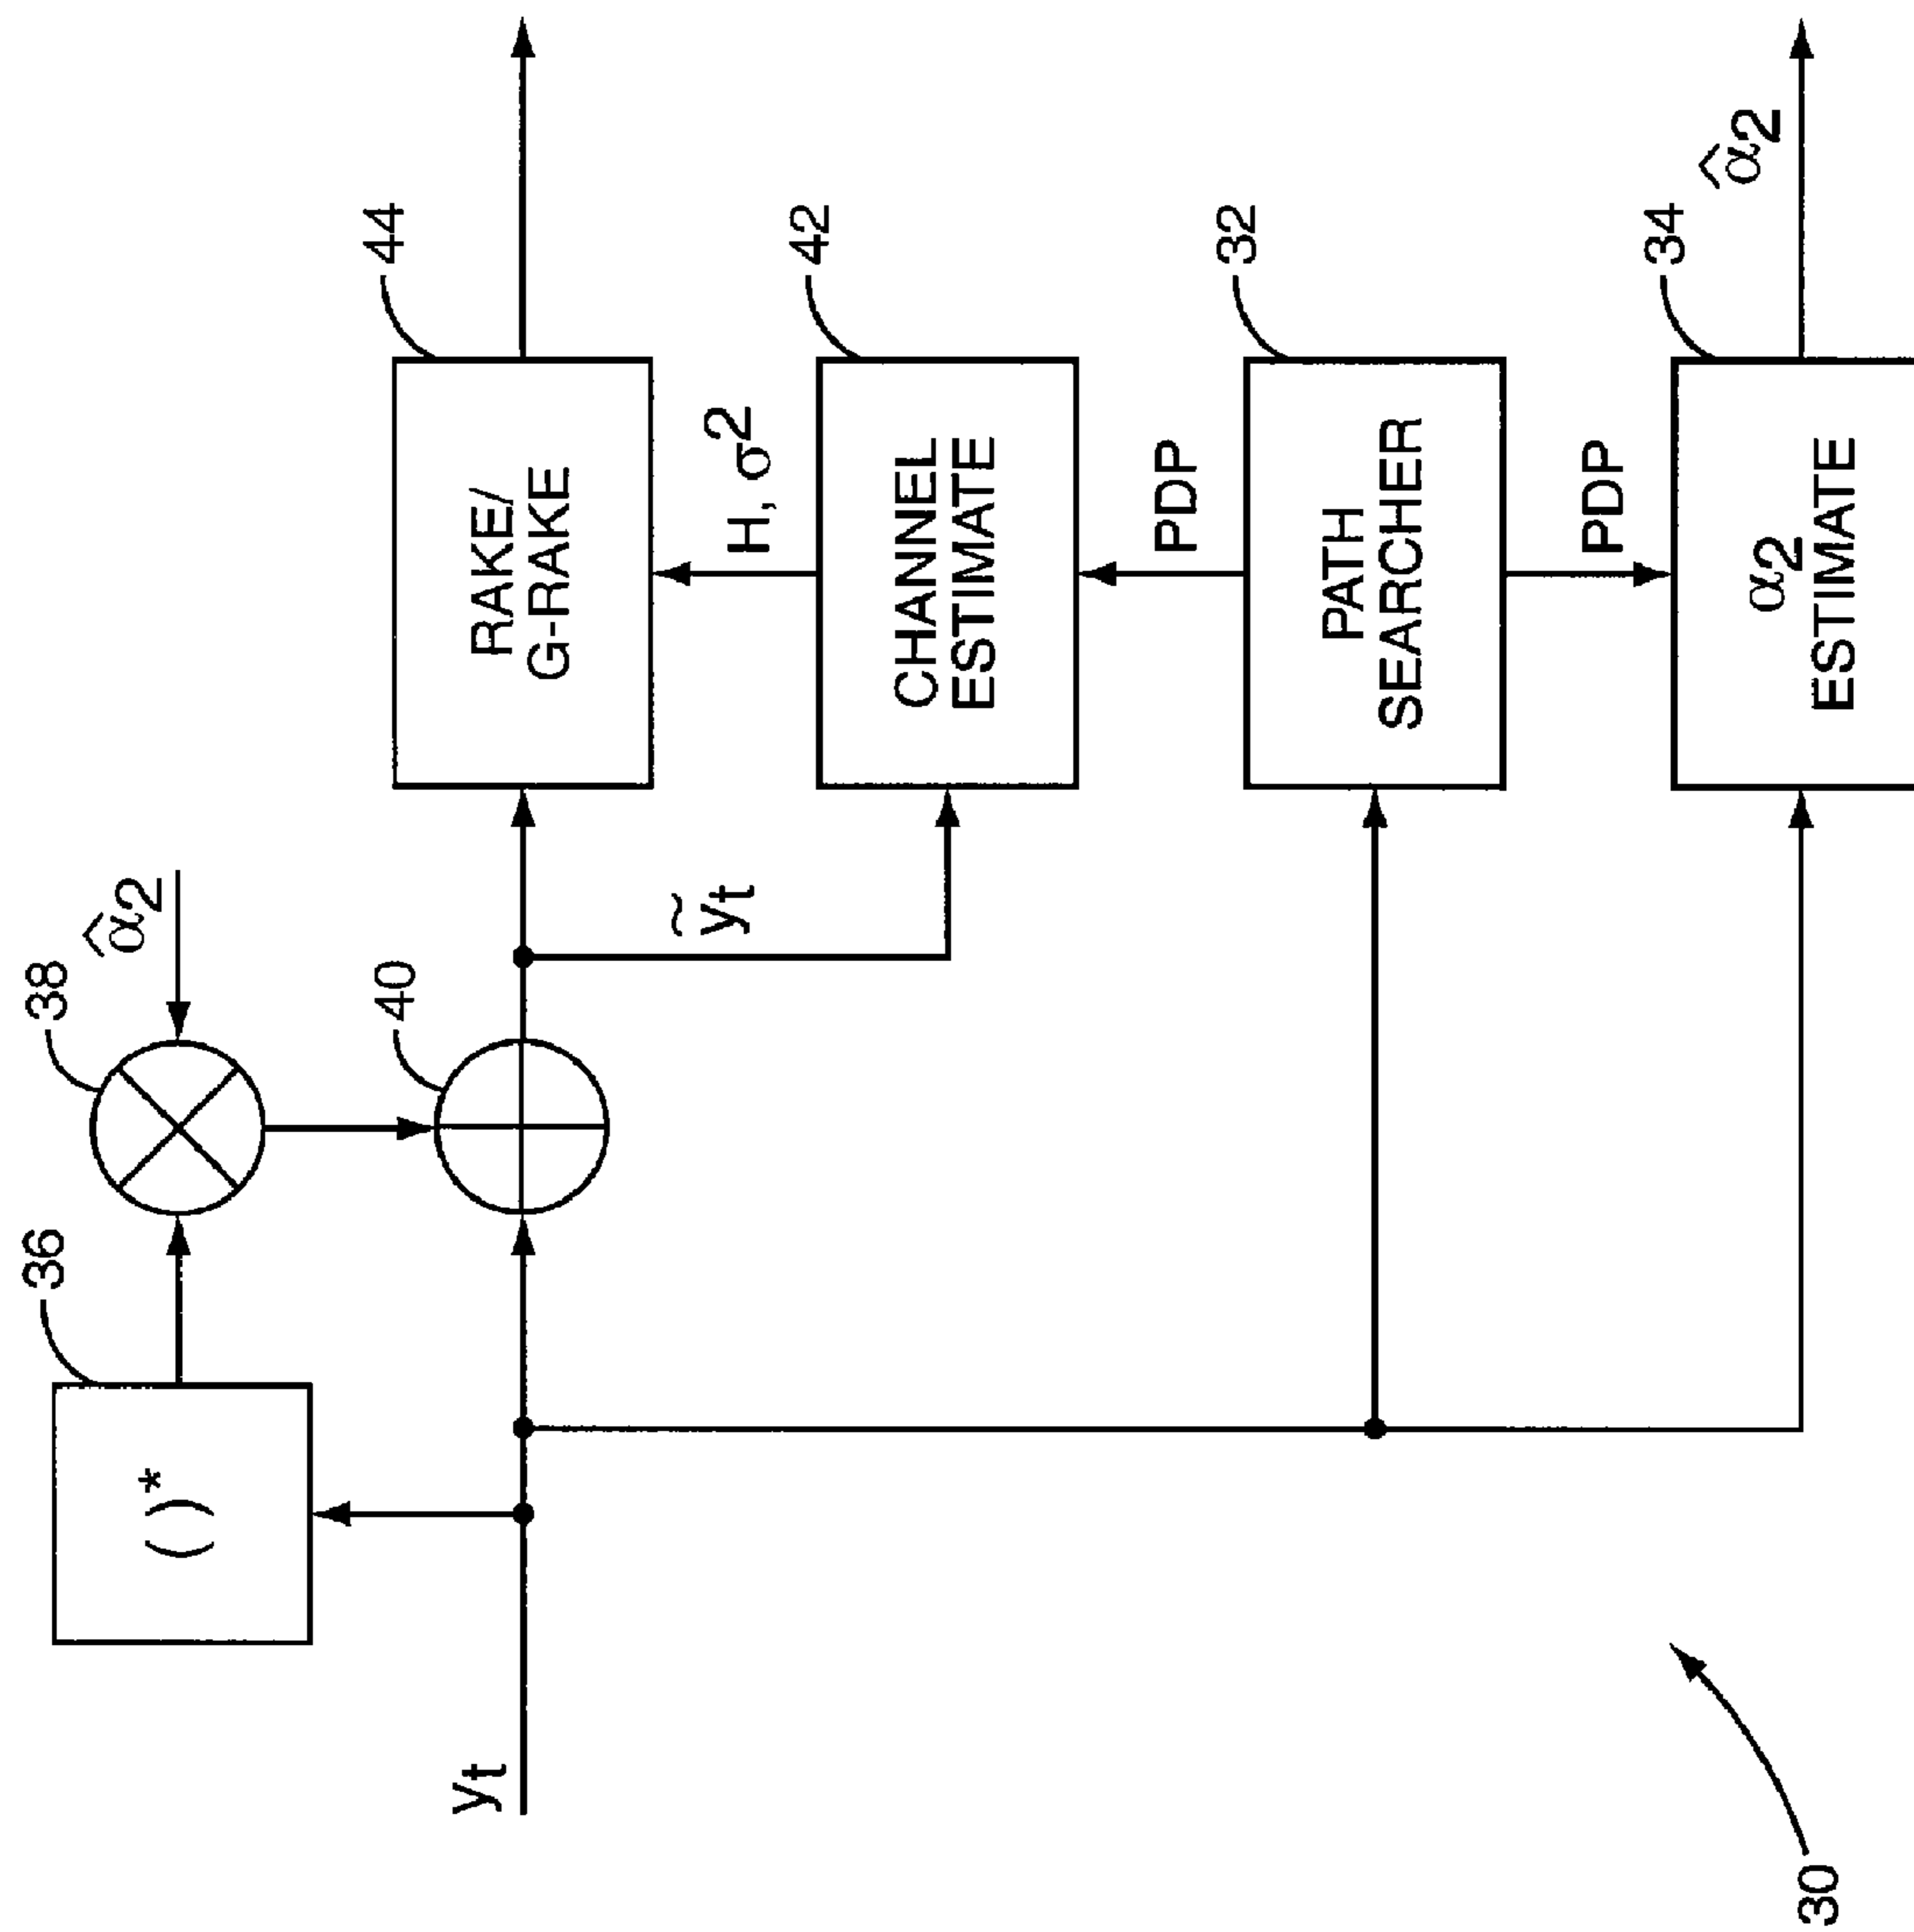 36
38
α̂2
( )*
40
44
yt
RAKE/
G-RAKE
ỹt
H, σ2
42
CHANNEL
ESTIMATE
PDP
32
PATH
SEARCHER
PDP
34
α̂2
α2
ESTIMATE
30